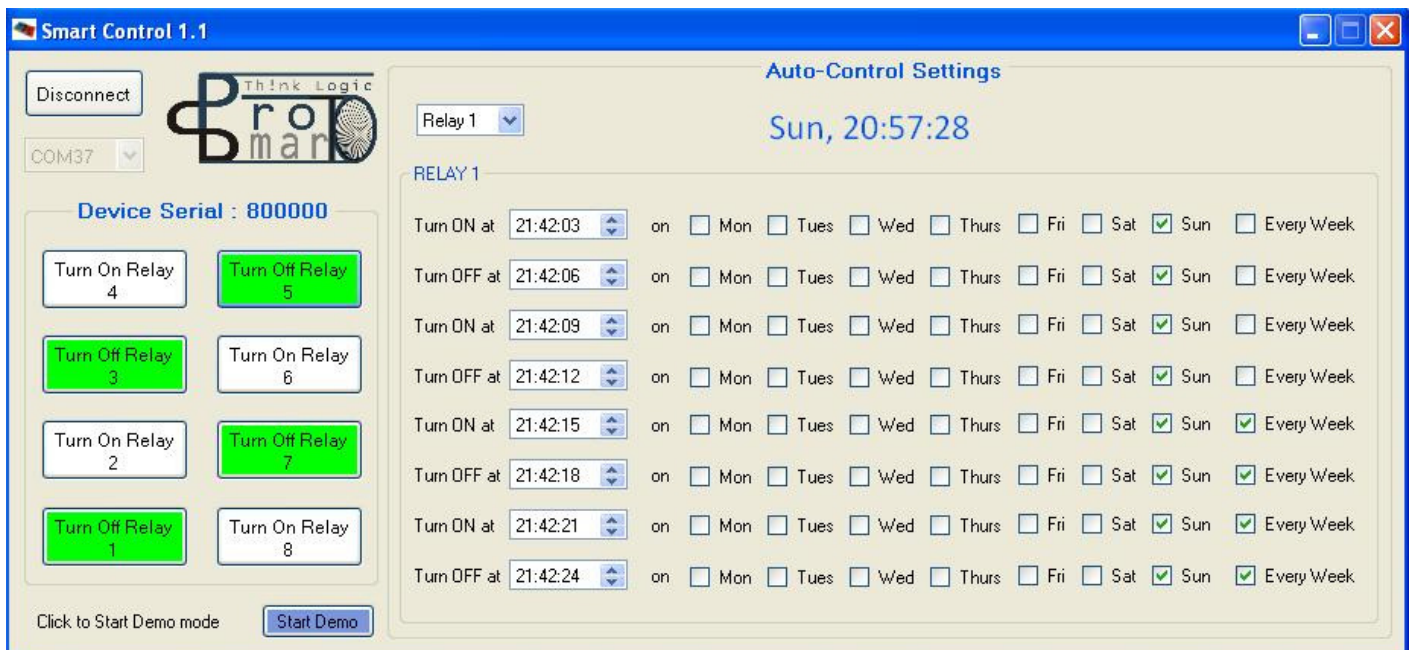 Smart Control 1.1
Disconnect
Th!nk Logic
Pro
Smart
COM37
Device Serial : 800000
Turn On Relay
4
Turn Off Relay
5
Turn Off Relay
3
Turn On Relay
6
Turn On Relay
2
Turn Off Relay
7
Turn Off Relay
1
Turn On Relay
8
Click to Start Demo mode Start Demo
Auto-Control Settings
Relay 1
Sun, 20:57:28
RELAY 1
Turn ON at 21:42:03 on Mon Tues Wed Thurs Fri Sat Sun Every Week
Turn OFF at 21:42:06 on Mon Tues Wed Thurs Fri Sat Sun Every Week
Turn ON at 21:42:09 on Mon Tues Wed Thurs Fri Sat Sun Every Week
Turn OFF at 21:42:12 on Mon Tues Wed Thurs Fri Sat Sun Every Week
Turn ON at 21:42:15 on Mon Tues Wed Thurs Fri Sat Sun Every Week
Turn OFF at 21:42:18 on Mon Tues Wed Thurs Fri Sat Sun Every Week
Turn ON at 21:42:21 on Mon Tues Wed Thurs Fri Sat Sun Every Week
Turn OFF at 21:42:24 on Mon Tues Wed Thurs Fri Sat Sun Every Week